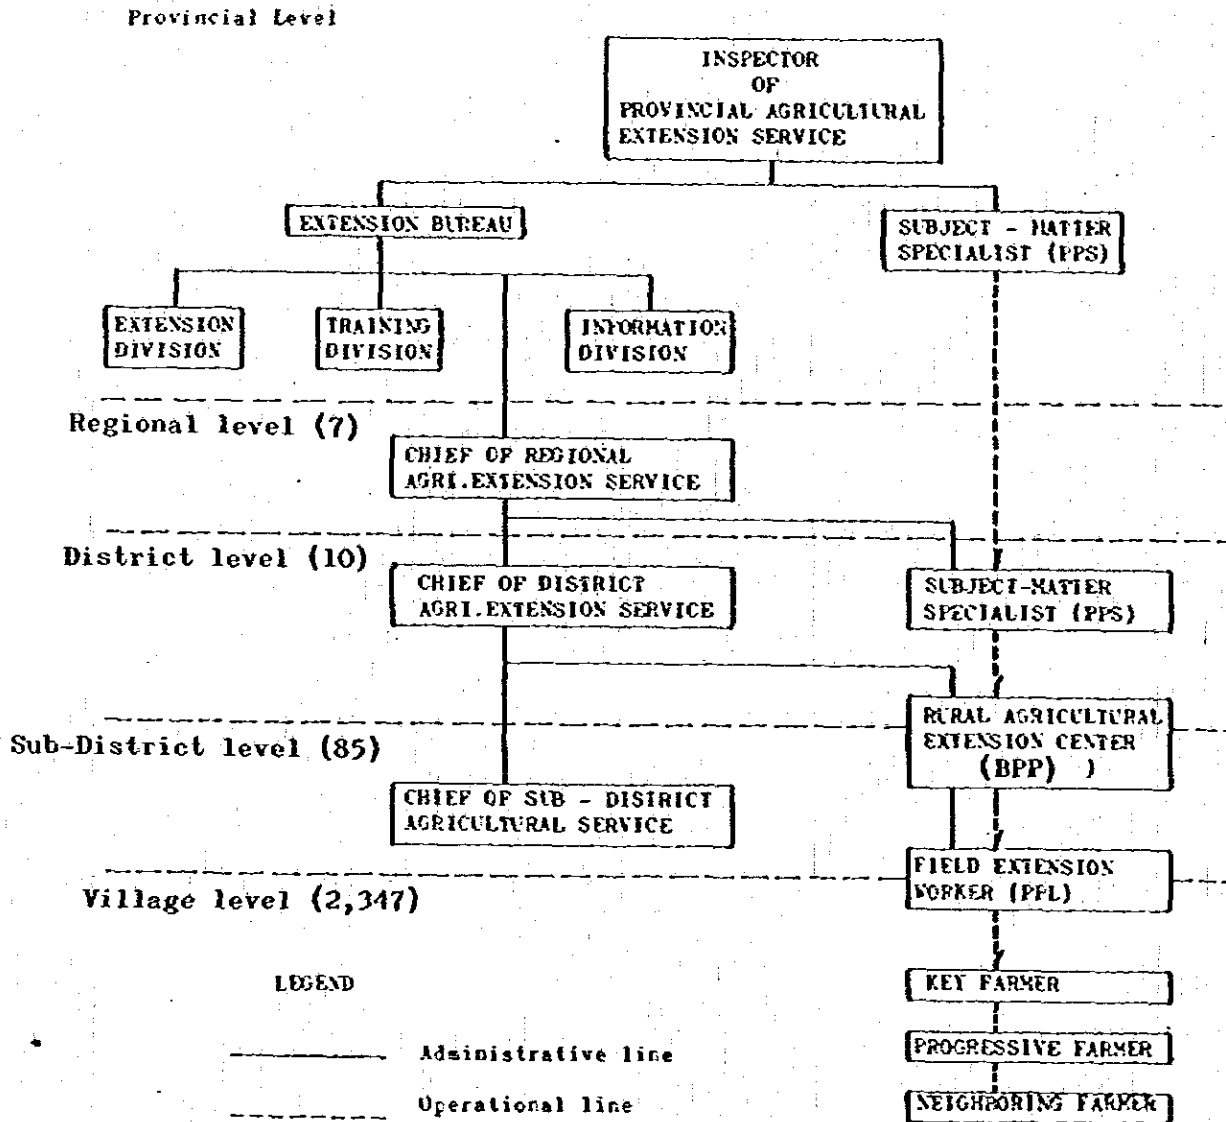 Provincial Level
INSPECTOR
OF
PROVINCIAL AGRICULTURAL
EXTENSION SERVICE
EXTENSION BUREAU
SUBJECT - MATTER
SPECIALIST (PPS)
EXTENSION
DIVISION
TRAINING
DIVISION
INFORMATION
DIVISION
Regional level (7)
CHIEF OF REGIONAL
AGRI.EXTENSION SERVICE
District level (10)
CHIEF OF DISTRICT
AGRI.EXTENSION SERVICE
SUBJECT-MATTER
SPECIALIST (PPS)
RURAL AGRICULTURAL
EXTENSION CENTER
(BPP) )
Sub-District level (85)
CHIEF OF SUB - DISTRICT
AGRICULTURAL SERVICE
FIELD EXTENSION
WORKER (PPL)
Village level (2,347)
KEY FARMER
PROGRESSIVE FARMER
NEIGHBORING FARMER
LEGEND
Administrative line
Operational line